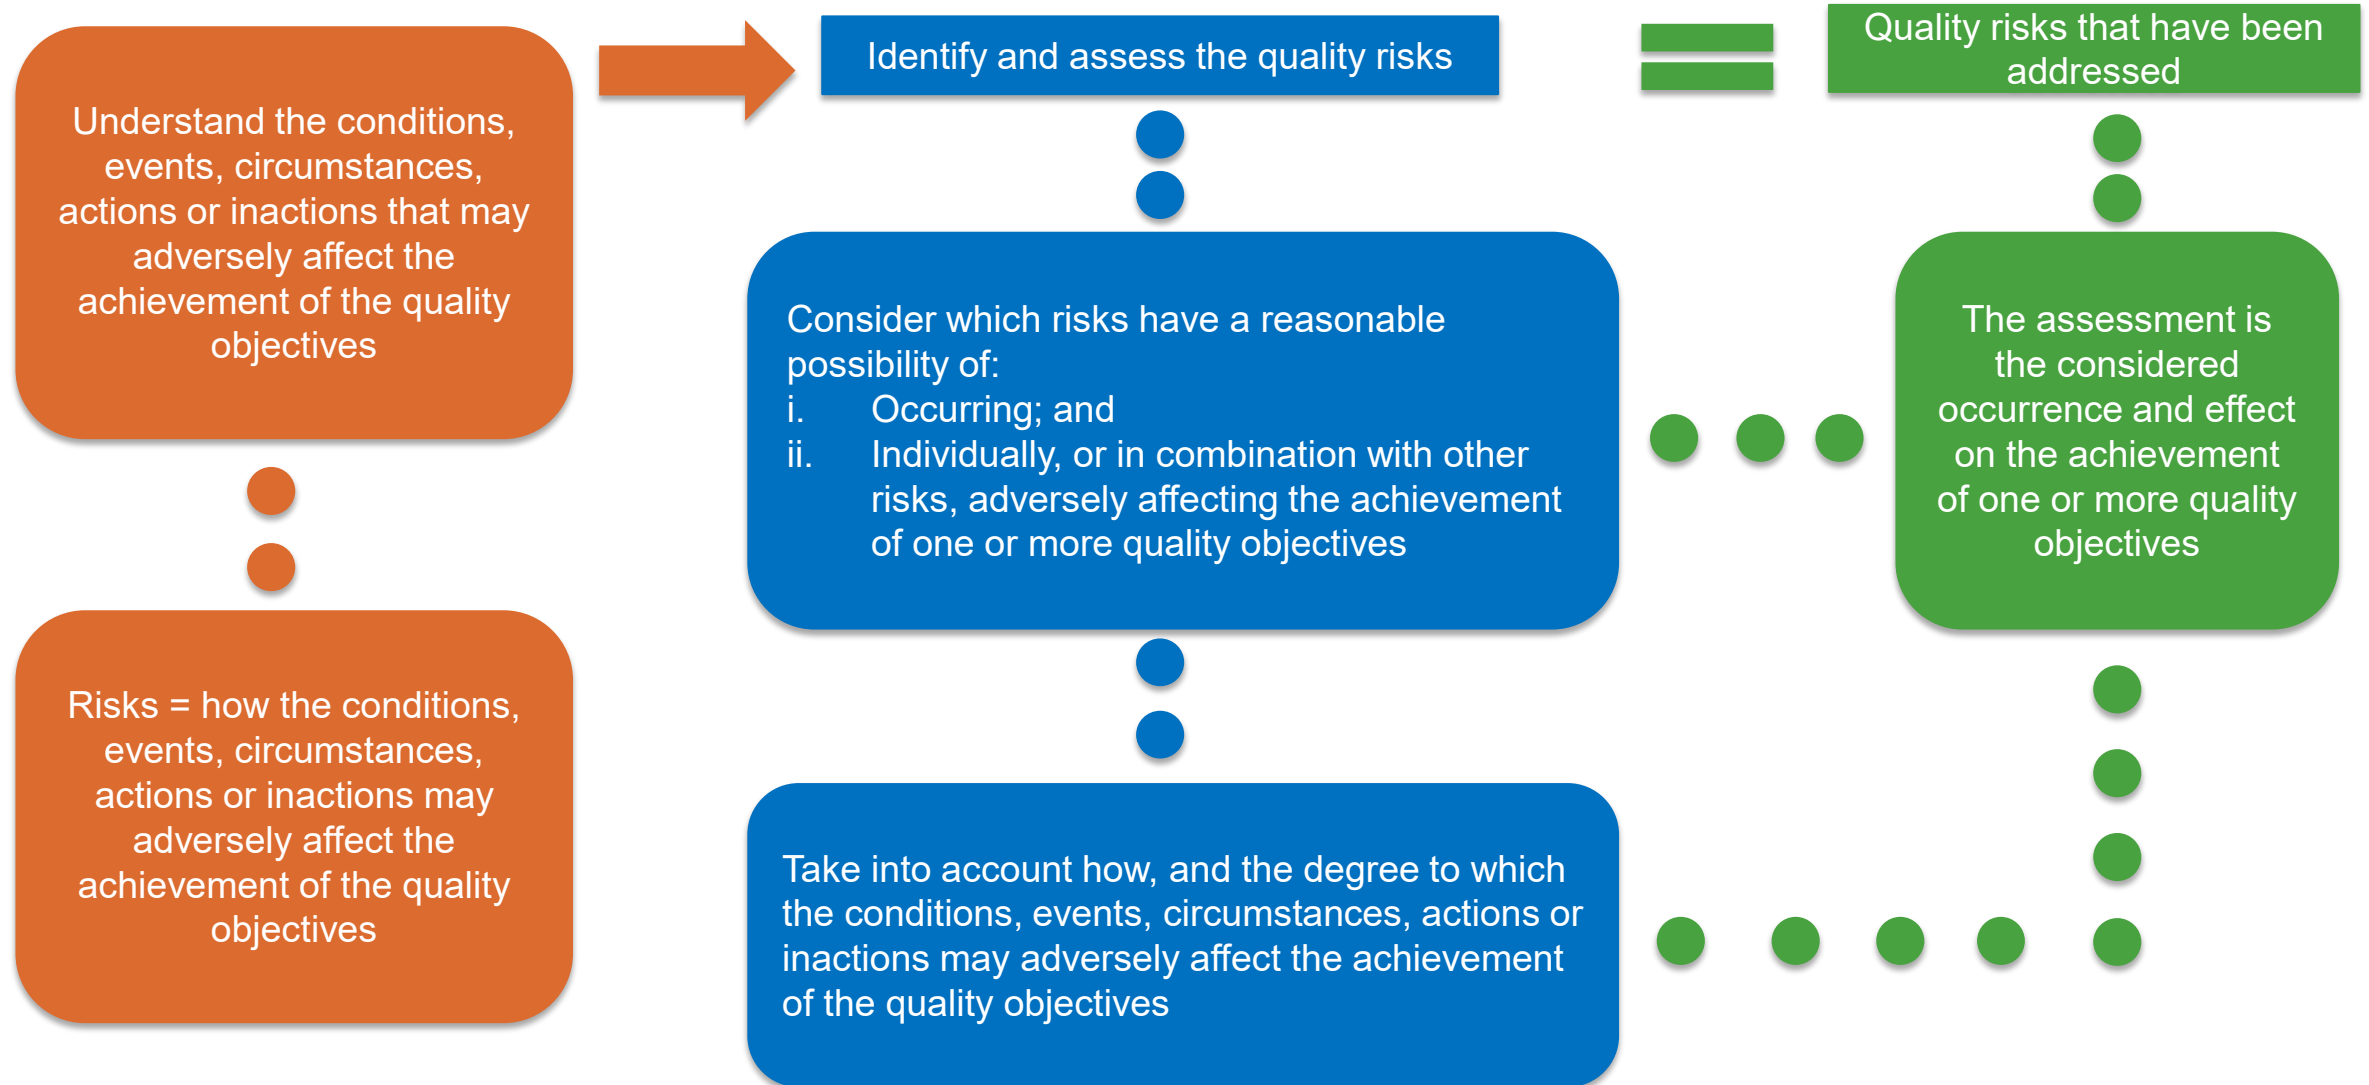 Understand the conditions,
events, circumstances,
actions or inactions that may
adversely affect the
achievement of the quality
objectives
Risks = how the conditions,
events, circumstances,
actions or inactions may
adversely affect the
achievement of the quality
objectives
Identify and assess the quality risks
Consider which risks have a reasonable
possibility of:
i. Occurring; and
ii. Individually, or in combination with other
risks, adversely affecting the achievement
of one or more quality objectives
Take into account how, and the degree to which
the conditions, events, circumstances, actions or
inactions may adversely affect the achievement
of the quality objectives
Quality risks that have been
addressed
The assessment is
the considered
occurrence and effect
on the achievement
of one or more quality
objectives